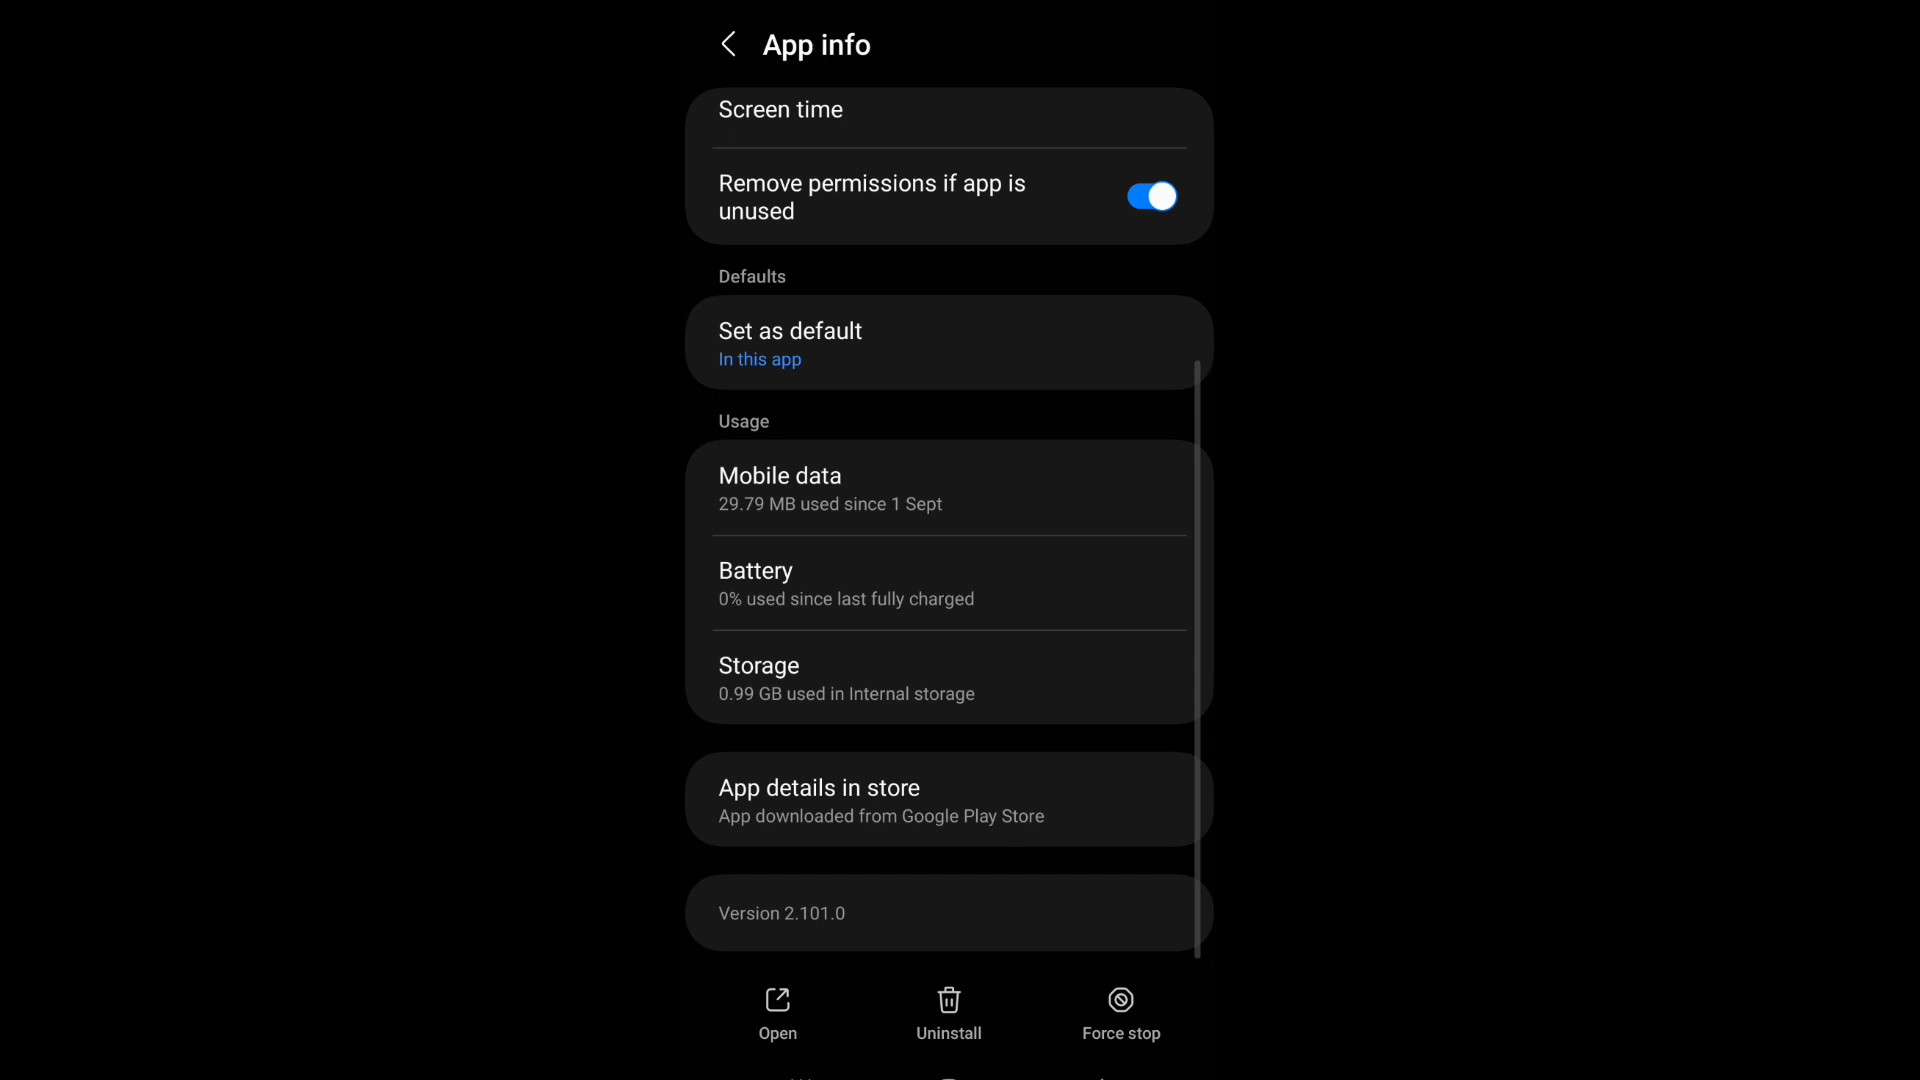 App info
Screen time
Remove permissions if app is
unused
Defaults
Set as default
In this app
Usage
Mobile data
29.79 MB used since 1 Sept
Battery
0% used since last fully charged
Storage
0.99 GB used in Internal storage
App details in store
App downloaded from Google Play Store
Version 2.101.0
Open
Uninstall
Force stop